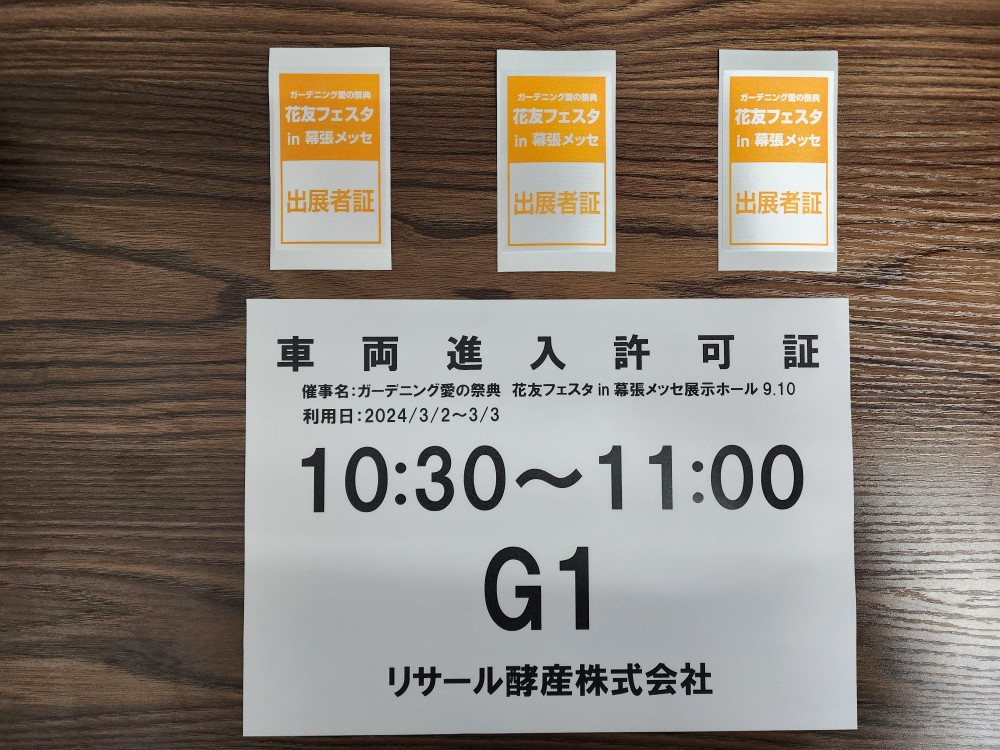 ガーデニング愛の祭典
花友フェスタ
in 幕張メッセ
出展者証
ガーデニング愛の祭典
花友フェスタ
in 幕張メッセ
出展者証
ガーデニング愛の祭典
花友フェスタ
in 幕張メッセ
出展者証
車両進入許可証
催事名:ガーデニング愛の祭典 花友フェスタ in 幕張メッセ展示ホール 9.10
利用日:2024/3/2～3/3
10:30～11:00
G1
リサール酵産株式会社